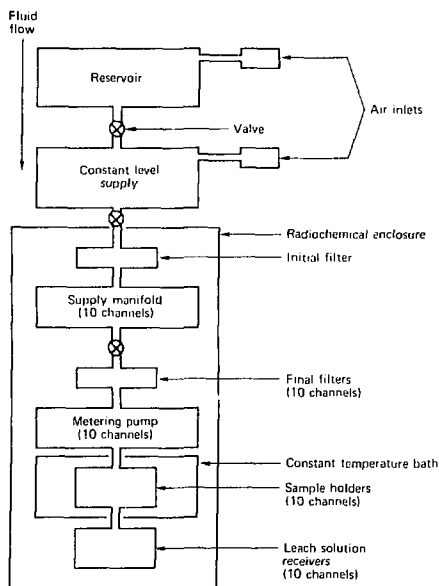 Fluid
flow
Reservoir
Air inlets
Valve
Constant level
supply
Radiochemical enclosure
Initial filter
Supply manifold
(10 channels)
Final filters
(10 channels)
Metering pump
(10 channels)
Constant temperature bath
Sample holders
(10 channels)
Leach solution
receivers
(10 channels)